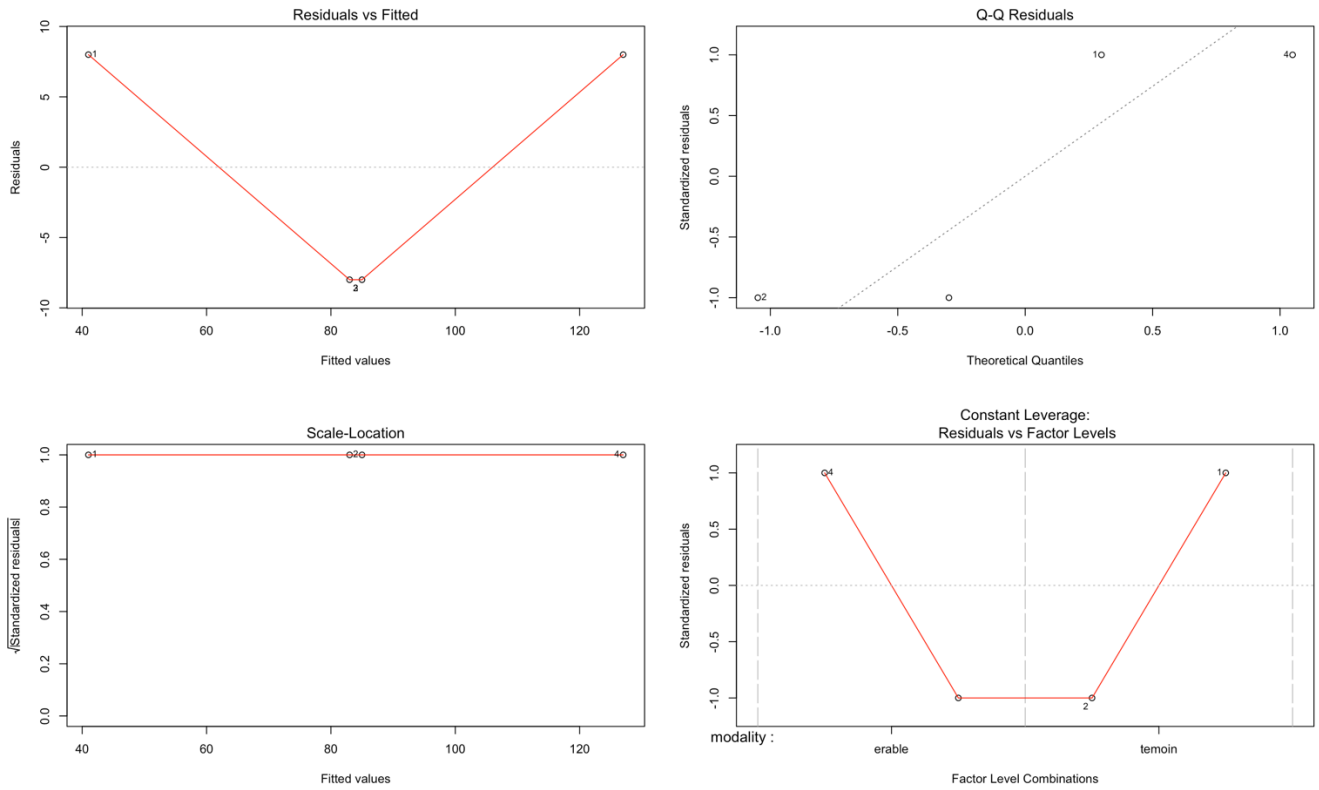 Residuals vs Fitted
Residuals
10
5
0
-5
-10
1
2
40
60
80
100
120
Fitted values
Q-Q Residuals
Standardized residuals
1.0
0.5
0.0
-0.5
-1.0
1
4
2
-1.0
-0.5
0.0
0.5
1.0
Theoretical Quantiles
Scale-Location
√|Standardized residuals|
1.0
0.8
0.6
0.4
0.2
0.0
1
2
4
40
60
80
100
120
Fitted values
Constant Leverage:
Residuals vs Factor Levels
Standardized residuals
1.0
0.5
0.0
-0.5
-1.0
4
1
2
modality :
erable
temoin
Factor Level Combinations